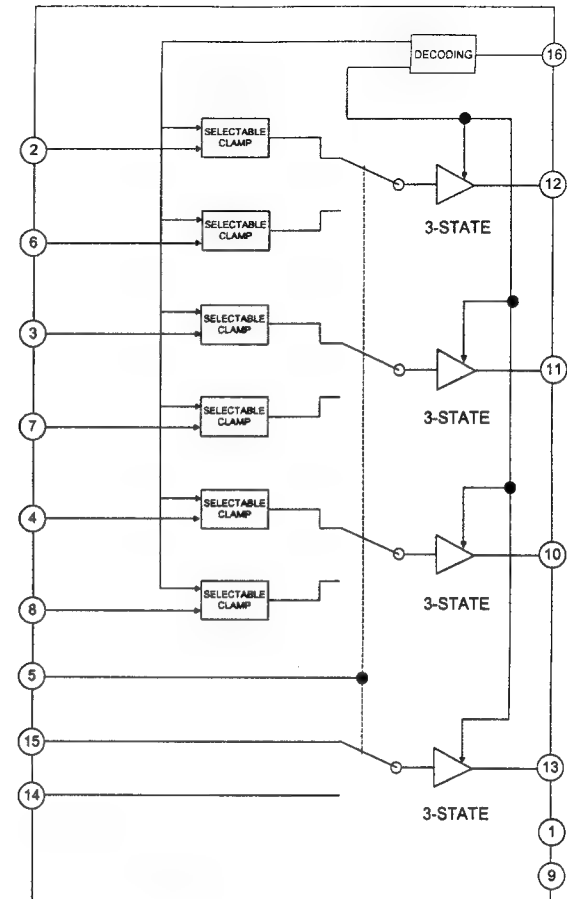 DECODING
16
SELECTABLE
CLAMP
2
12
3-STATE
SELECTABLE
CLAMP
6
SELECTABLE
CLAMP
3
11
3-STATE
SELECTABLE
CLAMP
7
SELECTABLE
CLAMP
4
10
3-STATE
SELECTABLE
CLAMP
8
5
15
13
14
3-STATE
1
9